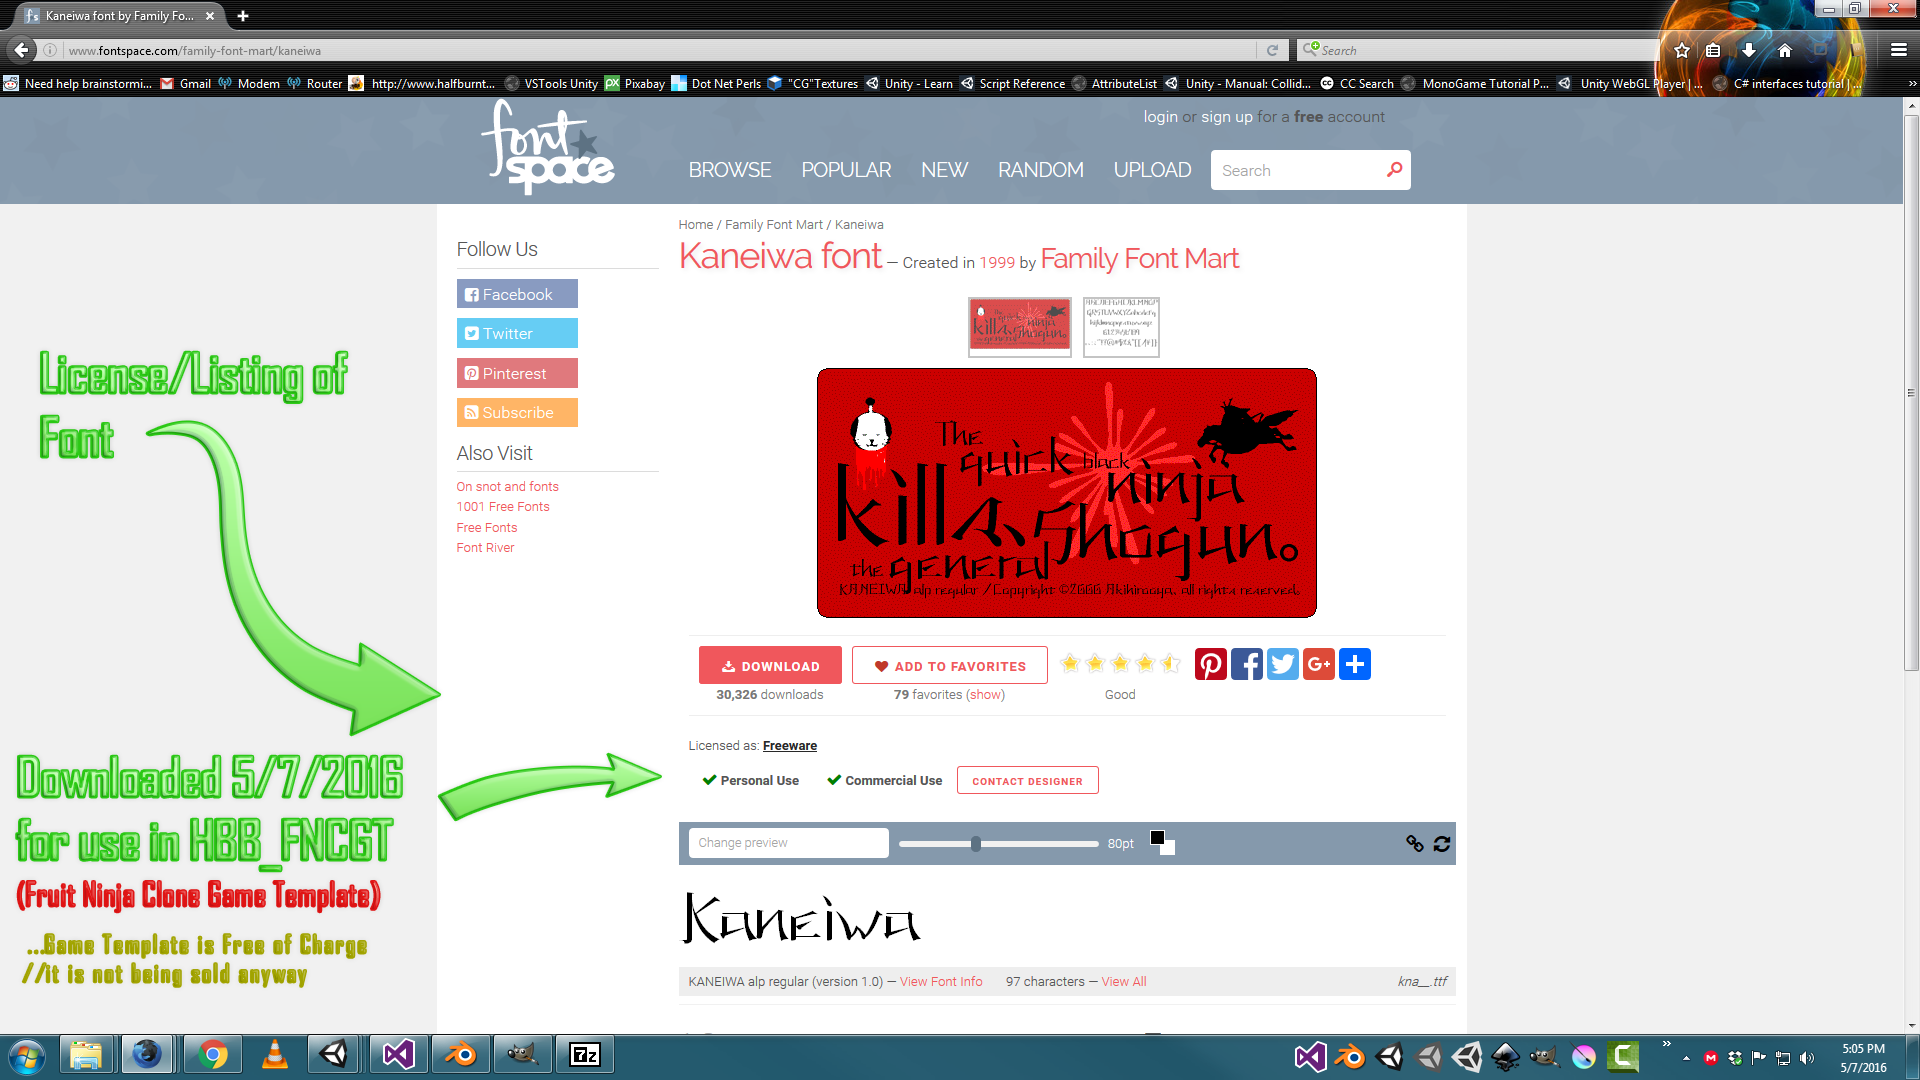 Kaneiwa font by Family Fo...
www.fontspace.com/family-font-mart/kaneiwa
Search
Need help brainstormi...
Gmail
Modem
Router
http://www.halfburnt...
VSTools Unity
Pixabay
Dot Net Perls
"CG"Textures
Unity - Learn
Script Reference
AttributeList
Unity - Manual: Collid...
CC Search
MonoGame Tutorial P...
Unity WebGL Player | ...
C# interfaces tutorial | ...
font space
login or sign up for a free account
BROWSE POPULAR NEW RANDOM UPLOAD
Search
Home / Family Font Mart / Kaneiwa
Kaneiwa font — Created in 1999 by Family Font Mart
Follow Us
Facebook
Twitter
Pinterest
Subscribe
Also Visit
On snot and fonts
1001 Free Fonts
Free Fonts
Font River
License/Listing of
Font
Downloaded 5/7/2016
for use in HBB_FNCGT
(Fruit Ninja Clone Game Template)
...Game Template is Free of Charge
//it is not being sold anyway
The
quick black
ninja
kills shogun.
the general
KANEIWA alp regular / Copyright ©2000 Akihimoya. all rights reserved.
DOWNLOAD
ADD TO FAVORITES
30,326 downloads
79 favorites (show)
Good
Licensed as: Freeware
Personal Use
Commercial Use
CONTACT DESIGNER
Change preview
80pt
Kaneiwa
KANEIWA alp regular (version 1.0) — View Font Info
97 characters — View All
kna__.ttf
7z
5:05 PM
5/7/2016